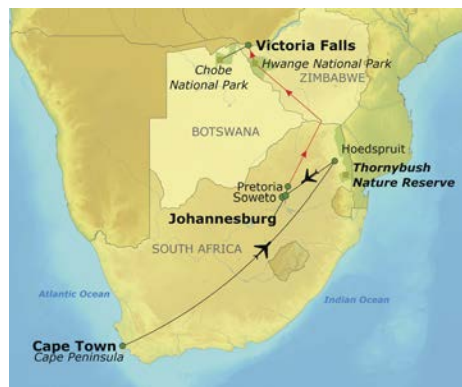 Victoria Falls
Hwange National Park
Chobe
National Park
ZIMBABWE
BOTSWANA
Hoedspruit
Thornybush
Nature Reserve
Pretoria
Soweto
Johannesburg
SOUTH AFRICA
Atlantic Ocean
Indian Ocean
Cape Town
Cape Peninsula